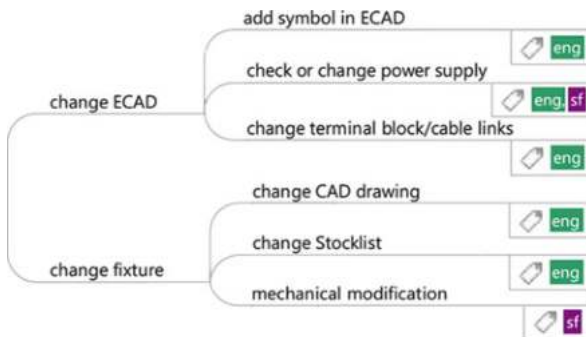 add symbol in ECAD
eng
check or change power supply
change ECAD
eng, sf
change terminal block/cable links
eng
change CAD drawing
eng
change Stocklist
change fixture
eng
mechanical modification
sf